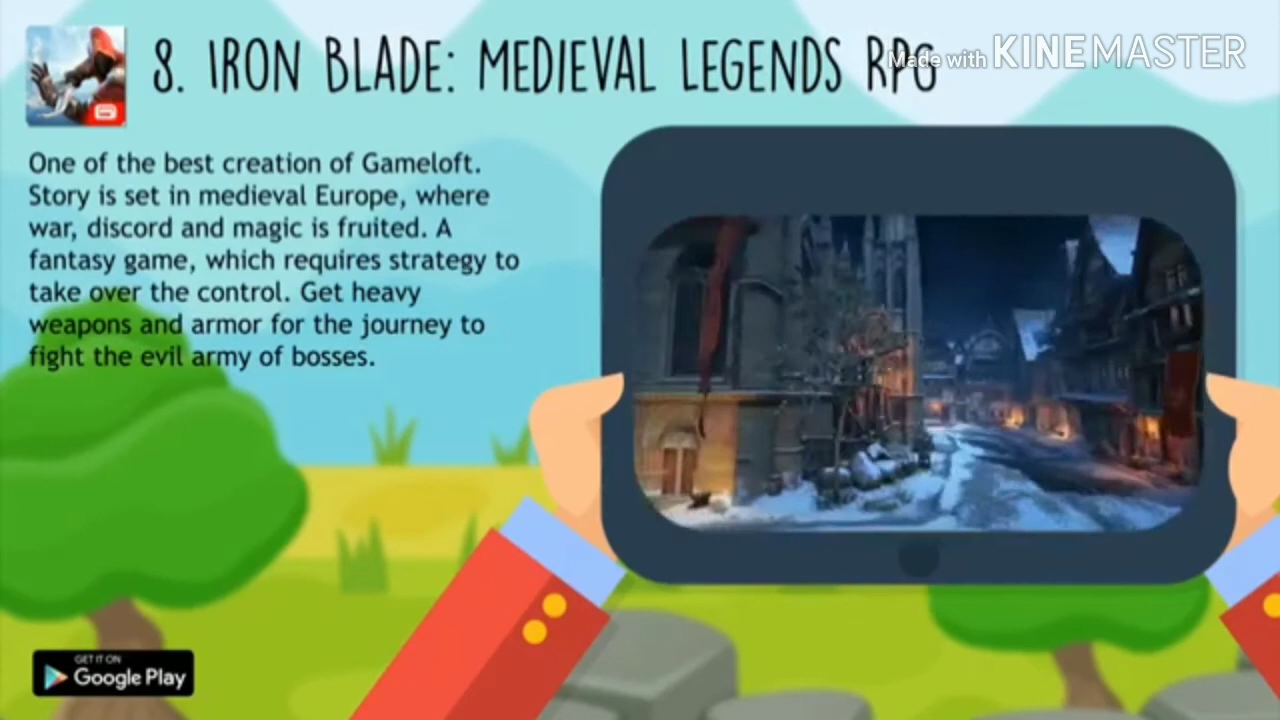 8. IRON BLADE: MEDIEVAL LEGENDS RPG
Made with KINEMASTER
One of the best creation of Gameloft.
Story is set in medieval Europe, where
war, discord and magic is fruited. A
fantasy game, which requires strategy to
take over the control. Get heavy
weapons and armor for the journey to
fight the evil army of bosses.
GET IT ON
Google Play